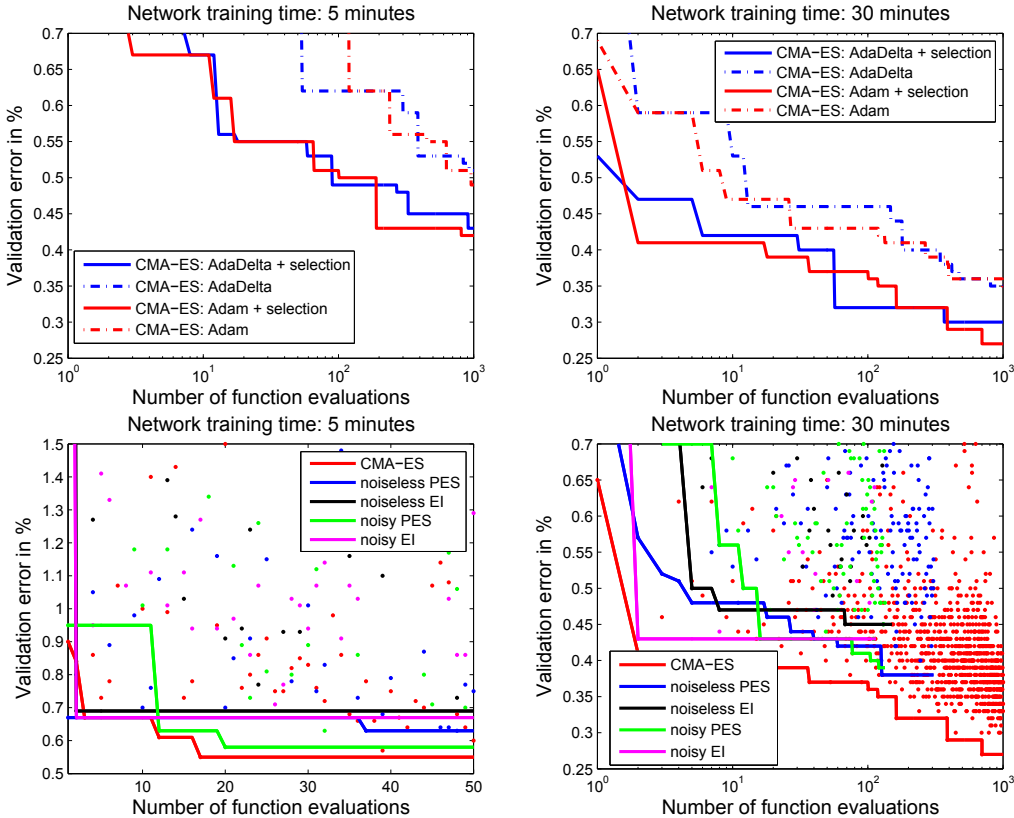 Network training time: 5 minutes
Validation error in %
0.7
0.65
0.6
0.55
0.5
0.45
0.4
0.35
0.3
0.25
CMA−ES: AdaDelta + selection
CMA−ES: AdaDelta
CMA−ES: Adam + selection
CMA−ES: Adam
10^0 10^1 10^2 10^3
Number of function evaluations
Network training time: 30 minutes
Validation error in %
0.7
0.65
0.6
0.55
0.5
0.45
0.4
0.35
0.3
0.25
CMA−ES: AdaDelta + selection
CMA−ES: AdaDelta
CMA−ES: Adam + selection
CMA−ES: Adam
10^0 10^1 10^2 10^3
Number of function evaluations
Network training time: 5 minutes
Validation error in %
1.5
1.4
1.3
1.2
1.1
1
0.9
0.8
0.7
0.6
0.5
CMA−ES
noiseless PES
noiseless EI
noisy PES
noisy EI
10 20 30 40 50
Number of function evaluations
Network training time: 30 minutes
Validation error in %
0.7
0.65
0.6
0.55
0.5
0.45
0.4
0.35
0.3
0.25
CMA−ES
noiseless PES
noiseless EI
noisy PES
noisy EI
10^0 10^1 10^2 10^3
Number of function evaluations